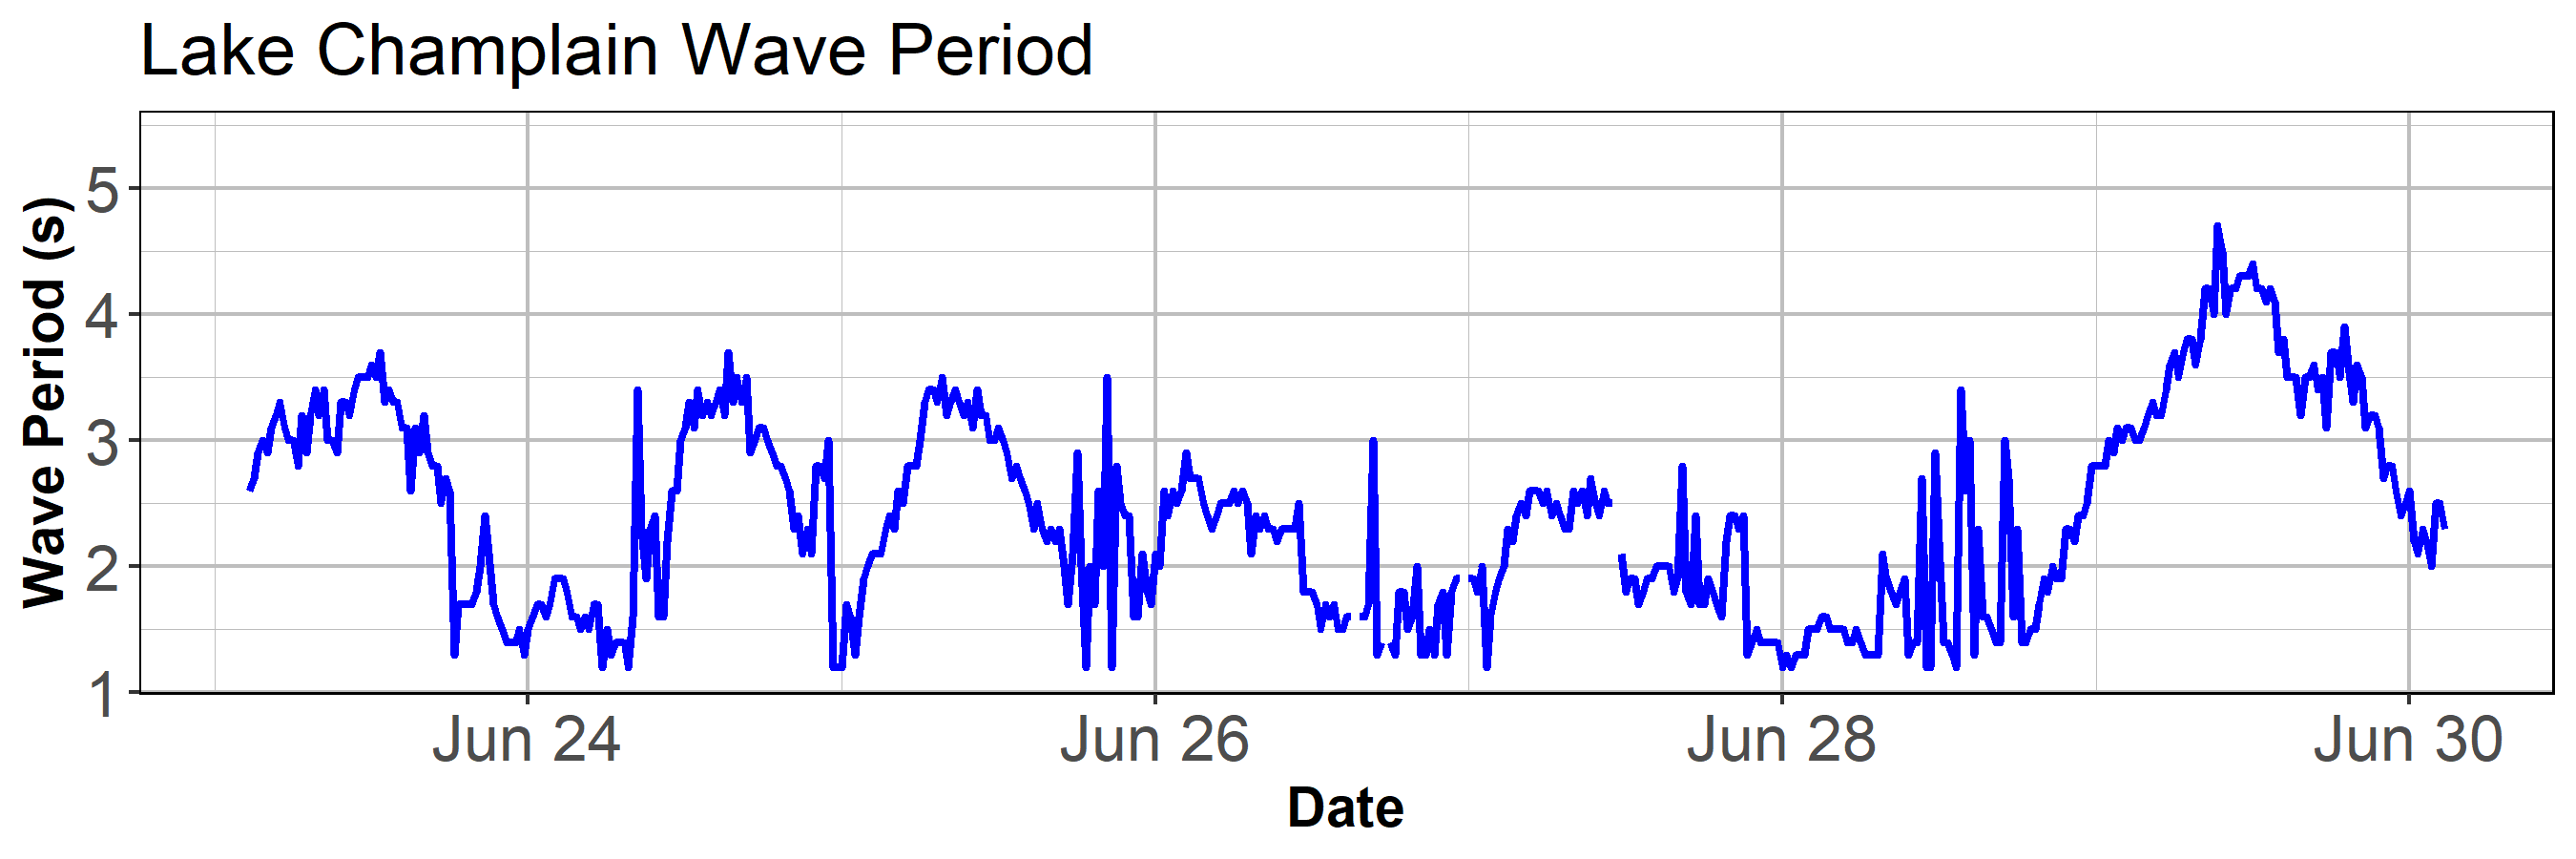 Lake Champlain Wave Period
Wave Period (s)
5
4
3
2
1
Jun 24
Jun 26
Jun 28
Jun 30
Date